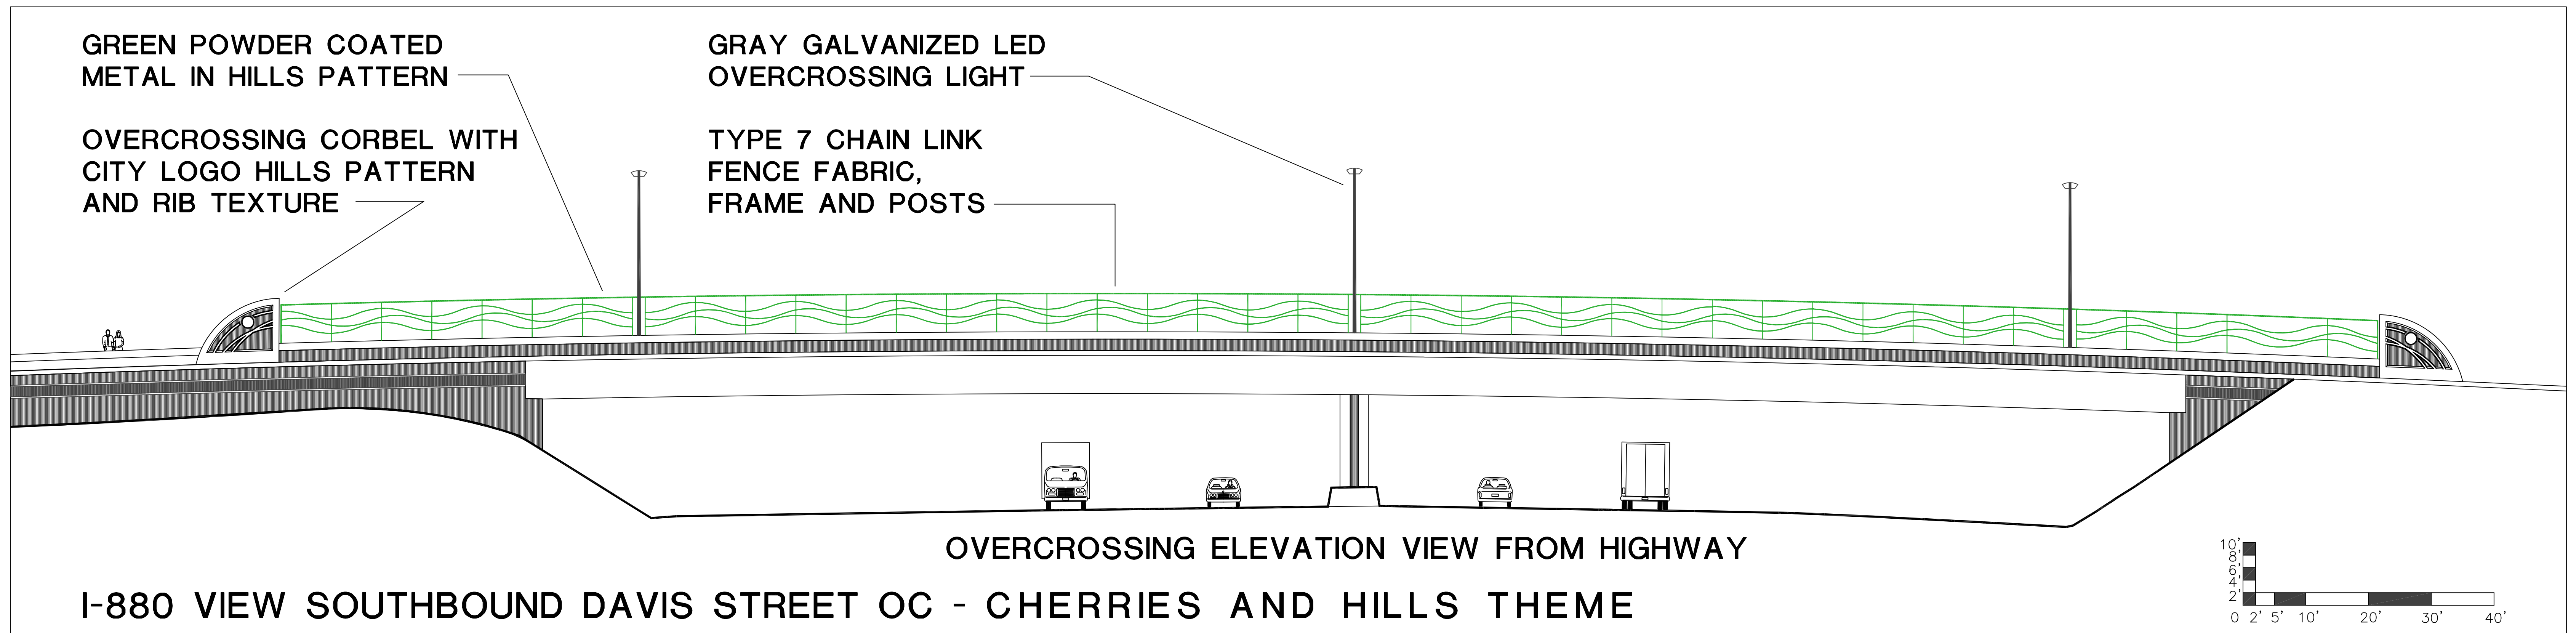 GREEN POWDER COATED
METAL IN HILLS PATTERN
OVERCROSSING CORBEL WITH
CITY LOGO HILLS PATTERN
AND RIB TEXTURE
GRAY GALVANIZED LED
OVERCROSSING LIGHT
TYPE 7 CHAIN LINK
FENCE FABRIC,
FRAME AND POSTS
OVERCROSSING ELEVATION VIEW FROM HIGHWAY
I-880 VIEW SOUTHBOUND DAVIS STREET OC - CHERRIES AND HILLS THEME
10'
8'
6'
4'
2'
0 2' 5' 10' 20' 30' 40'